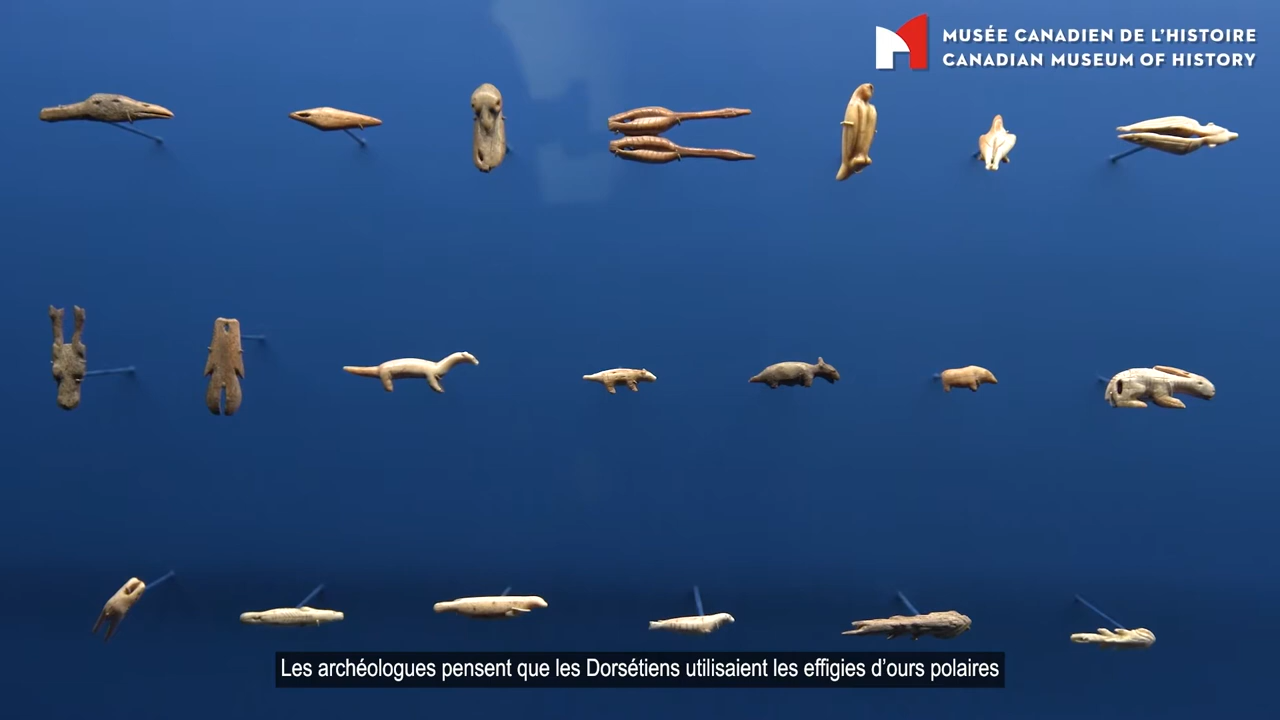 MUSÉE CANADIEN DE L'HISTOIRE
CANADIAN MUSEUM OF HISTORY
Les archéologues pensent que les Dorsétiens utilisaient les effigies d'ours polaires